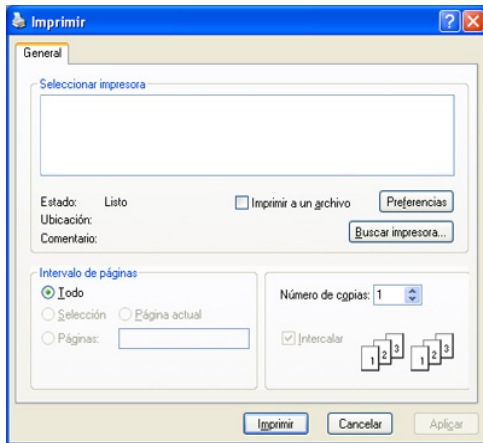 Imprimir
General
Seleccionar impresora
Estado: Listo
Imprimir a un archivo
Preferencias
Ubicación:
Comentario:
Buscar impresora...
Intervalo de páginas
Todo
Selección
Página actual
Páginas:
Número de copias: 1
Intercalar
1 2 3 1 2 3
Imprimir
Cancelar
Aplicar